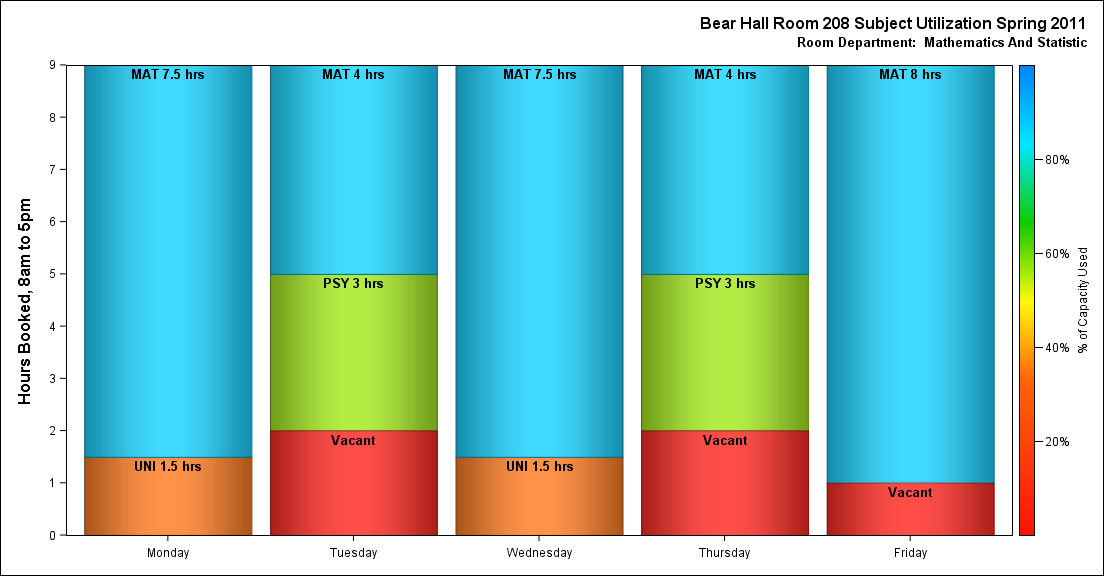 Bear Hall Room 208 Subject Utilization Spring 2011
Room Department:  Mathematics And Statistic
Hours Booked, 8am to 5pm
9
8
7
6
5
4
3
2
1
0
MAT 7.5 hrs
UNI 1.5 hrs
MAT 4 hrs
PSY 3 hrs
Vacant
MAT 7.5 hrs
UNI 1.5 hrs
MAT 4 hrs
PSY 3 hrs
Vacant
MAT 8 hrs
Vacant
Monday
Tuesday
Wednesday
Thursday
Friday
80%
60%
40%
20%
% of Capacity Used